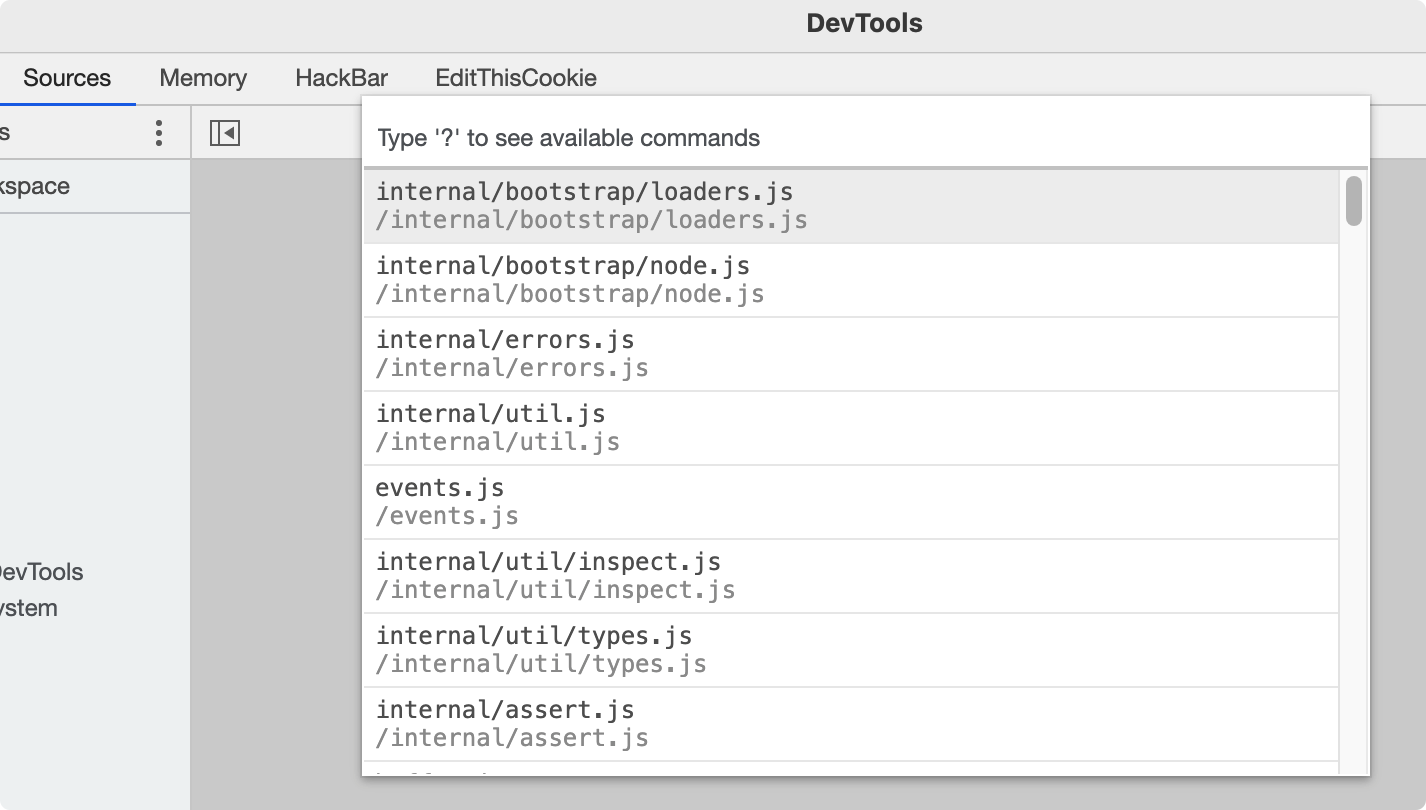 DevTools
Sources Memory HackBar EditThisCookie
s
Type '?' to see available commands
kspace
internal/bootstrap/loaders.js
/internal/bootstrap/loaders.js
internal/bootstrap/node.js
/internal/bootstrap/node.js
internal/errors.js
/internal/errors.js
internal/util.js
/internal/util.js
events.js
/events.js
internal/util/inspect.js
/internal/util/inspect.js
DevTools
ystem
internal/util/types.js
/internal/util/types.js
internal/assert.js
/internal/assert.js